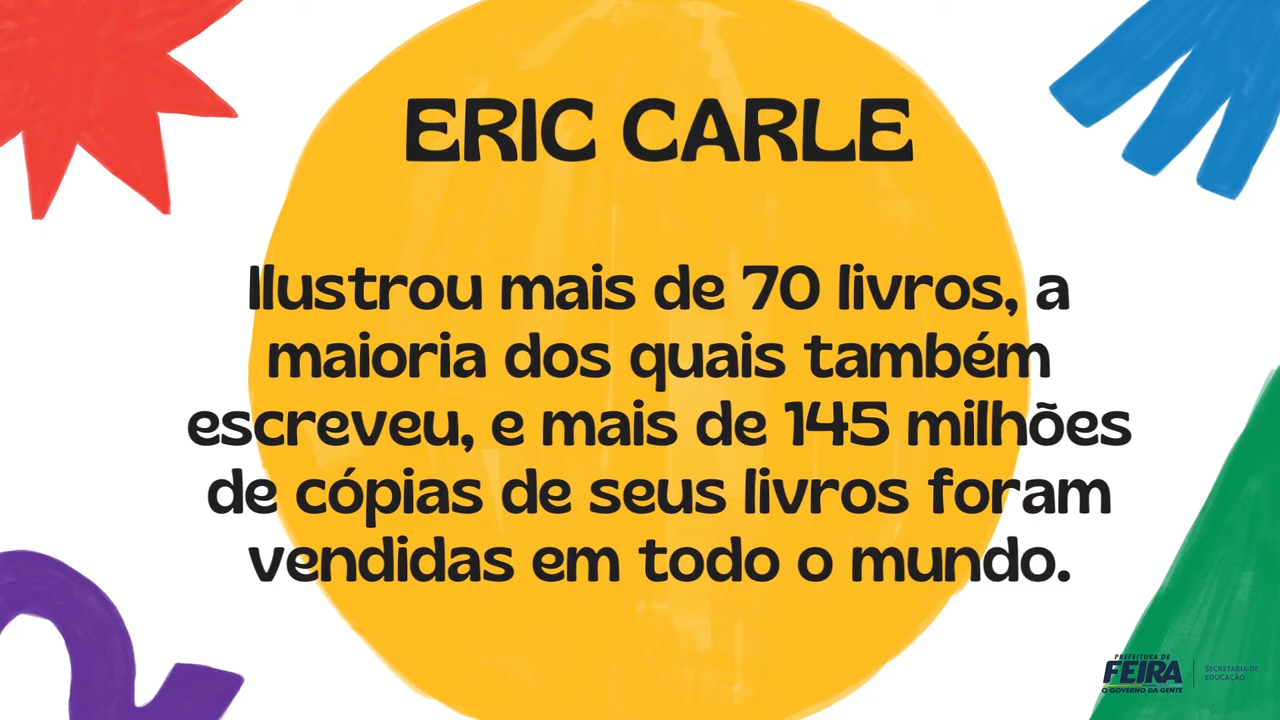 ERIC CARLE
Ilustrou mais de 70 livros, a
maioria dos quais também
escreveu, e mais de 145 milhões
de cópias de seus livros foram
vendidas em todo o mundo.
PREFEITURA DE
FEIRA
O GOVERNO DA GENTE
SECRETARIA DE
EDUCAÇÃO